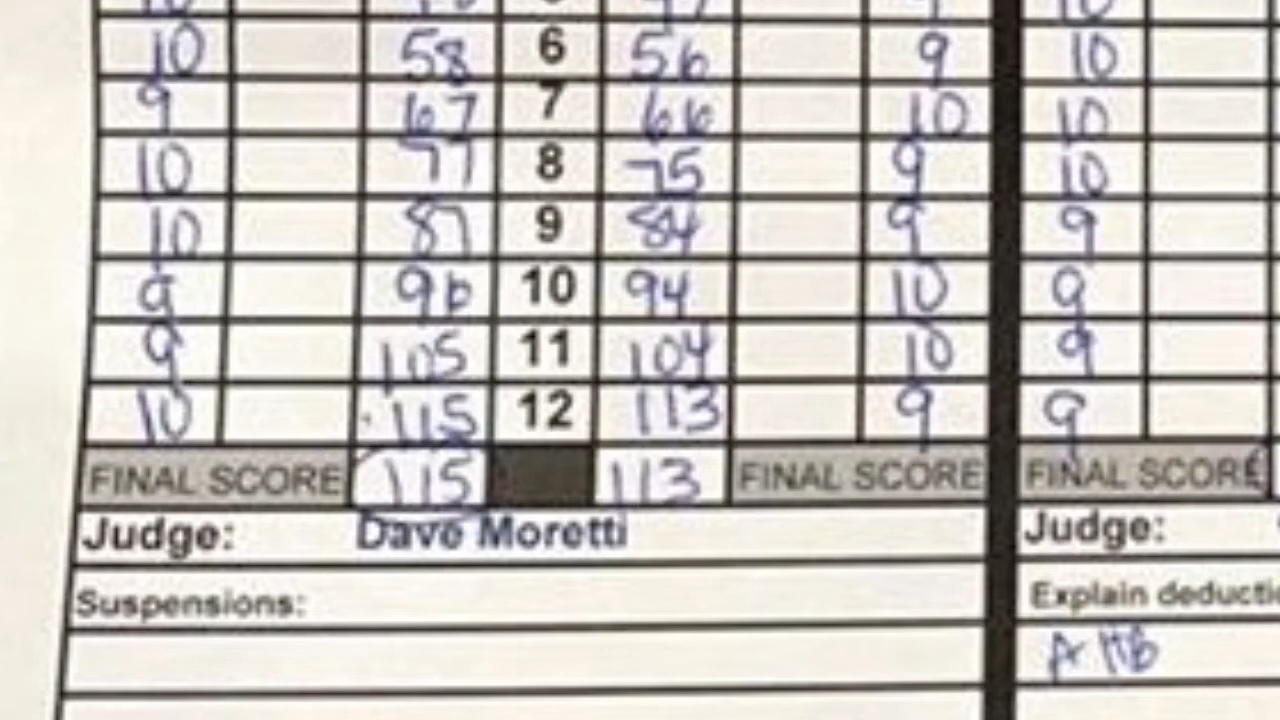 10 58 6 56 9 10
9 67 7 66 10 10
10 77 8 75 9 10
10 87 9 84 9 9
9 96 10 94 10 9
9 105 11 104 10 9
10 115 12 113 9 9
FINAL SCORE 115 113 FINAL SCORE FINAL SCORE
Judge: Dave Moretti Judge:
Suspensions: Explain